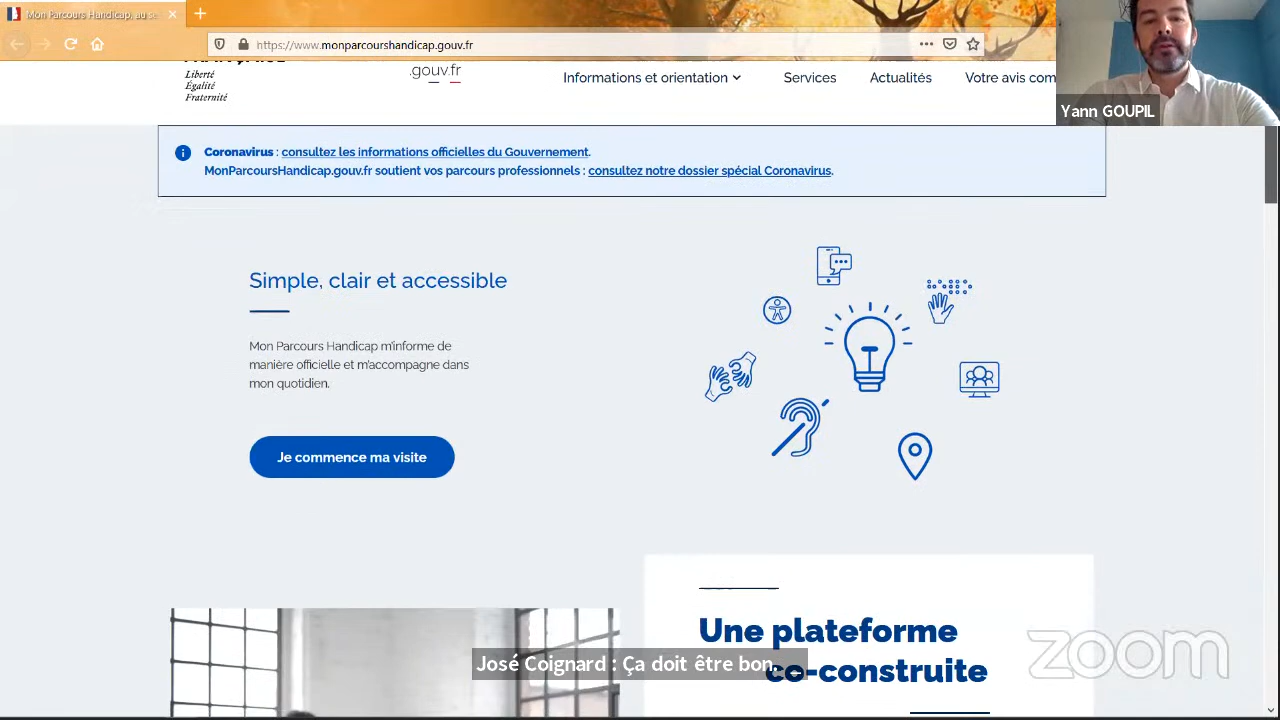 Mon Parcours Handicap, au se
https://www.monparcourshandicap.gouv.fr
Liberté
Égalité
Fraternité
.gouv.fr
Informations et orientation
Services
Actualités
Votre avis com
Yann GOUPIL
Coronavirus : consultez les informations officielles du Gouvernement.
MonParcoursHandicap.gouv.fr soutient vos parcours professionnels : consultez notre dossier spécial Coronavirus.
Simple, clair et accessible
Mon Parcours Handicap m'informe de
manière officielle et m'accompagne dans
mon quotidien.
Je commence ma visite
Une plateforme
co-construite
José Coignard : Ça doit être bon.
zoom